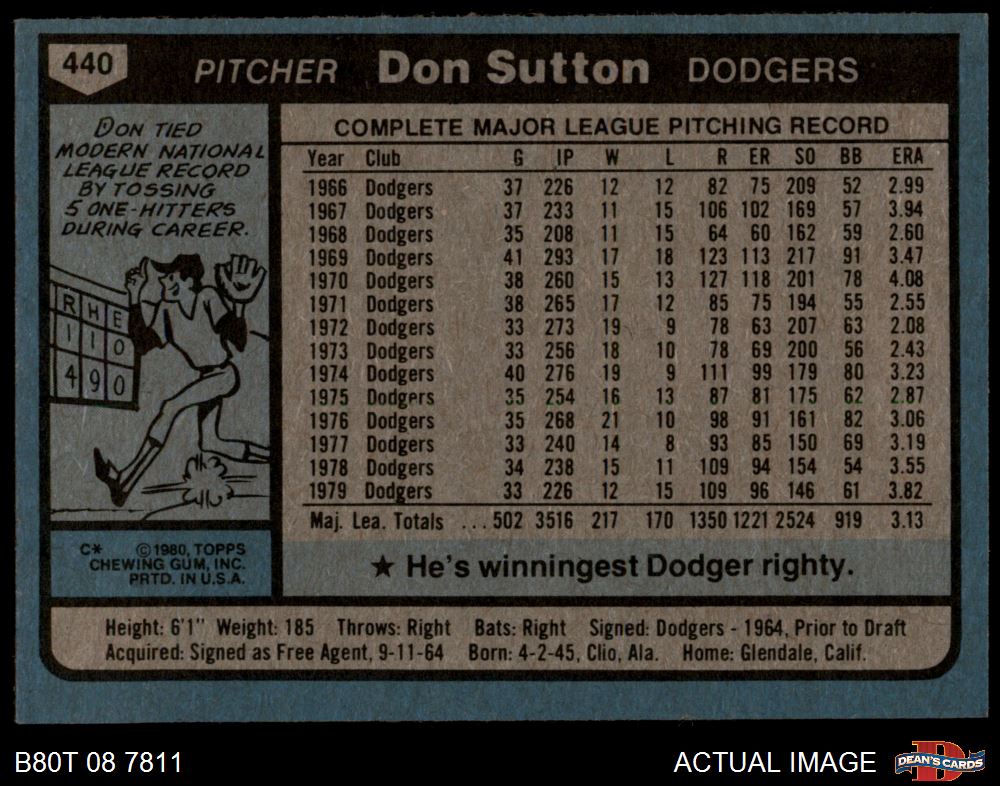 440 PITCHER Don Sutton DODGERS
DON TIED
MODERN NATIONAL
LEAGUE RECORD
BY TOSSING
5 ONE-HITTERS
DURING CAREER.
R H E
1 1 0
4 9 0
C* ©1980, TOPPS
CHEWING GUM, INC.
PRTD. IN U.S.A.
COMPLETE MAJOR LEAGUE PITCHING RECORD
Year Club G IP W L R ER SO BB ERA
1966 Dodgers 37 226 12 12 82 75 209 52 2.99
1967 Dodgers 37 233 11 15 106 102 169 57 3.94
1968 Dodgers 35 208 11 15 64 60 162 59 2.60
1969 Dodgers 41 293 17 18 123 113 217 91 3.47
1970 Dodgers 38 260 15 13 127 118 201 78 4.08
1971 Dodgers 38 265 17 12 85 75 194 55 2.55
1972 Dodgers 33 273 19 9 78 63 207 63 2.08
1973 Dodgers 33 256 18 10 78 69 200 56 2.43
1974 Dodgers 40 276 19 9 111 99 179 80 3.23
1975 Dodgers 35 254 16 13 87 81 175 62 2.87
1976 Dodgers 35 268 21 10 98 91 161 82 3.06
1977 Dodgers 33 240 14 8 93 85 150 69 3.19
1978 Dodgers 34 238 15 11 109 94 154 54 3.55
1979 Dodgers 33 226 12 15 109 96 146 61 3.82
Maj. Lea. Totals ... 502 3516 217 170 1350 1221 2524 919 3.13
★ He's winningest Dodger righty.
Height: 6'1" Weight: 185 Throws: Right Bats: Right Signed: Dodgers - 1964, Prior to Draft
Acquired: Signed as Free Agent, 9-11-64 Born: 4-2-45, Clio, Ala. Home: Glendale, Calif.
B80T 08 7811 ACTUAL IMAGE DEAN'S CARDS